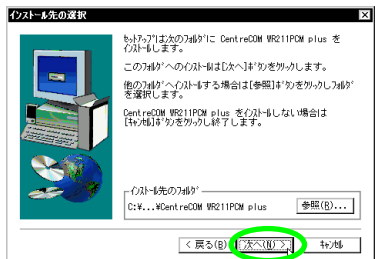 インストール先の選択
ｾｯﾄｱｯﾌﾟは次のﾌｫﾙﾀﾞに CentreCOM WR211PCM plus を
ｲﾝｽﾄｰﾙします。
このﾌｫﾙﾀﾞへのｲﾝｽﾄｰﾙは[次へ]ﾎﾞﾀﾝをｸﾘｯｸします。
他のﾌｫﾙﾀﾞへｲﾝｽﾄｰﾙする場合は[参照]ﾎﾞﾀﾝをｸﾘｯｸしﾌｫﾙﾀﾞ
を選択します。
CentreCOM WR211PCM plus をｲﾝｽﾄｰﾙしない場合は
[ｷｬﾝｾﾙ]ﾎﾞﾀﾝをｸﾘｯｸし終了します。
ｲﾝｽﾄｰﾙ先のﾌｫﾙﾀﾞ
C:¥...¥CentreCOM WR211PCM plus
参照(R)...
< 戻る(B)
次へ(N) >
ｷｬﾝｾﾙ